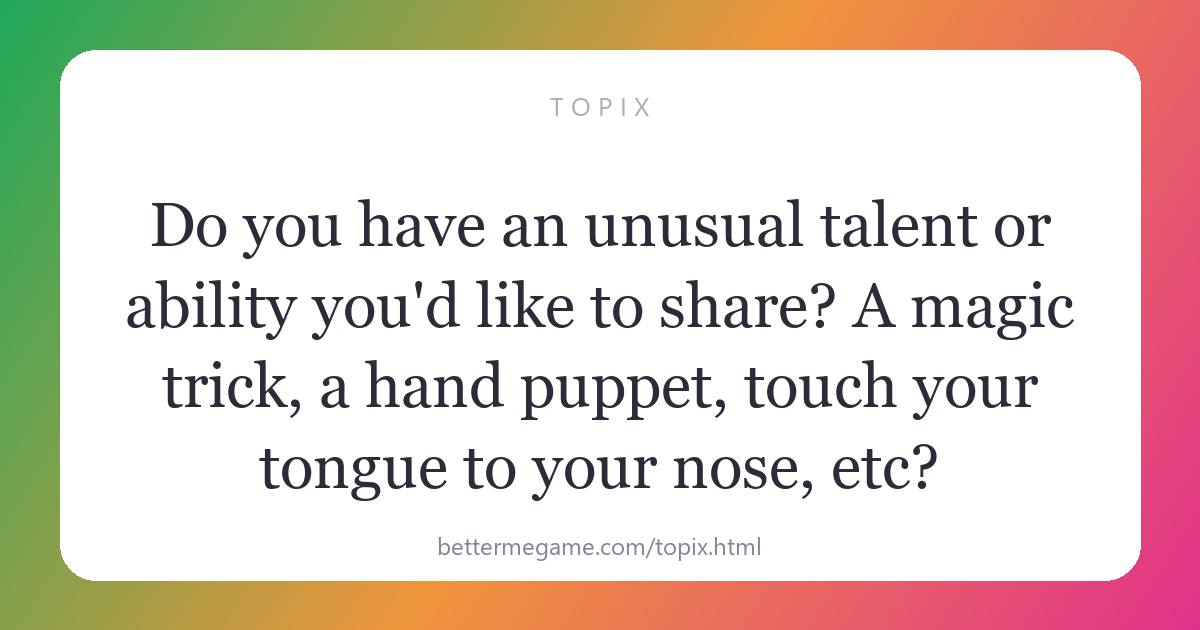 TOPIX
Do you have an unusual talent or
ability you'd like to share? A magic
trick, a hand puppet, touch your
tongue to your nose, etc?
bettermegame.com/topix.html